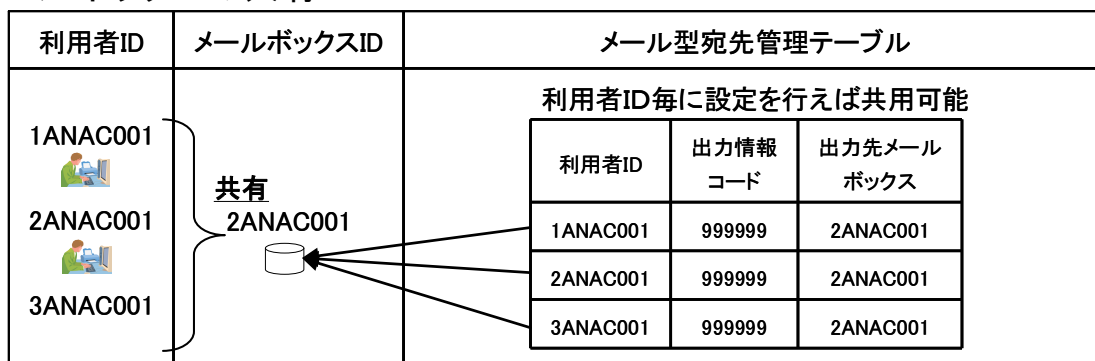 利用者ID メールボックスID メール型宛先管理テーブル
利用者ID毎に設定を行えば共用可能
利用者ID 出力情報コード 出力先メールボックス
1ANAC001
2ANAC001
3ANAC001
共有
2ANAC001
1ANAC001 999999 2ANAC001
2ANAC001 999999 2ANAC001
3ANAC001 999999 2ANAC001